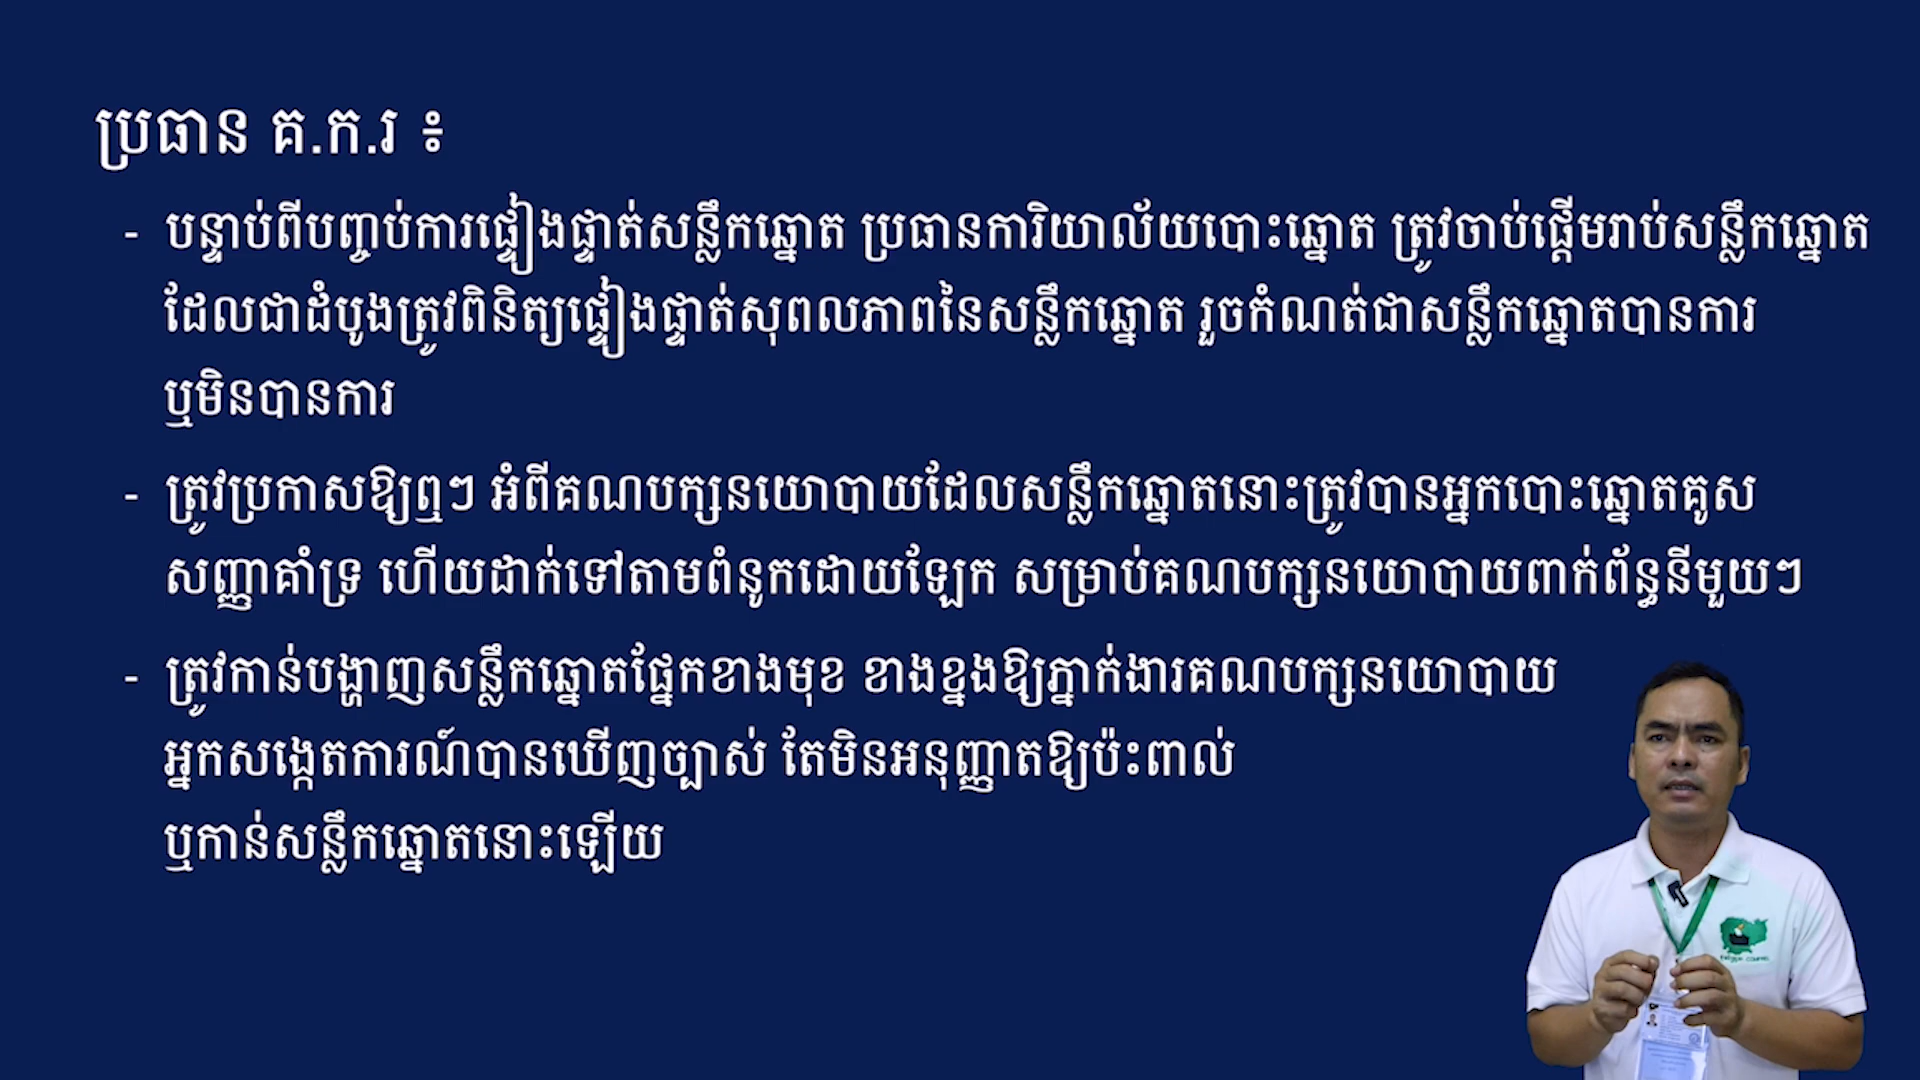 ប្រធាន គ.ក.រ ៖
- បន្ទាប់ពីបញ្ចប់ការផ្ទៀងផ្ទាត់សន្លឹកឆ្នោត ប្រធានការិយាល័យបោះឆ្នោត ត្រូវចាប់ផ្ដើមរាប់សន្លឹកឆ្នោត
ដែលជាដំបូងត្រូវពិនិត្យផ្ទៀងផ្ទាត់សុពលភាពនៃសន្លឹកឆ្នោត រួចកំណត់ជាសន្លឹកឆ្នោតបានការ
ឬមិនបានការ
- ត្រូវប្រកាសឱ្យឮៗ អំពីគណបក្សនយោបាយដែលសន្លឹកឆ្នោតនោះត្រូវបានអ្នកបោះឆ្នោតគូស
សញ្ញាគាំទ្រ ហើយដាក់ទៅតាមពំនូកដោយឡែក សម្រាប់គណបក្សនយោបាយពាក់ព័ន្ធនីមួយៗ
- ត្រូវកាន់បង្ហាញសន្លឹកឆ្នោតផ្នែកខាងមុខ ខាងខ្នងឱ្យភ្នាក់ងារគណបក្សនយោបាយ
អ្នកសង្កេតការណ៍បានឃើញច្បាស់ តែមិនអនុញ្ញាតឱ្យប៉ះពាល់
ឬកាន់សន្លឹកឆ្នោតនោះឡើយ